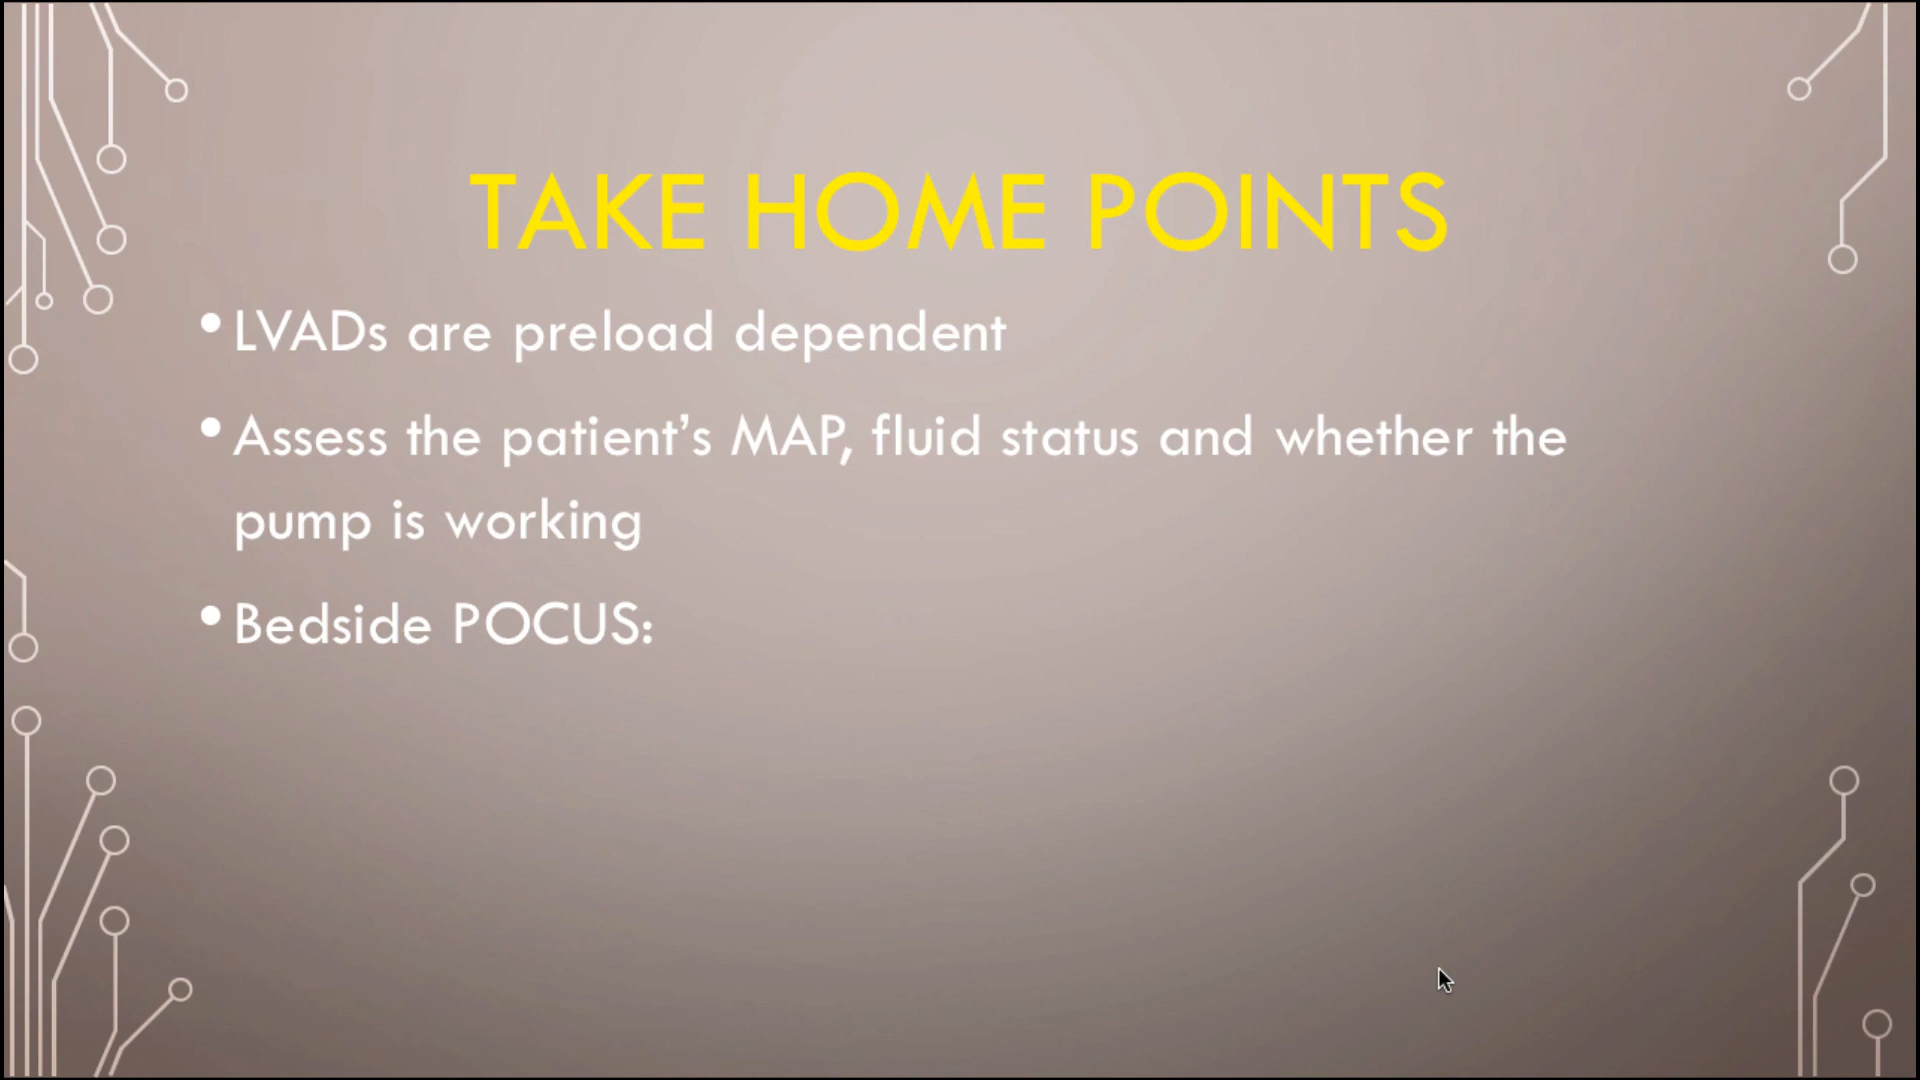 TAKE HOME POINTS
• LVADs are preload dependent
• Assess the patient’s MAP, fluid status and whether the
pump is working
• Bedside POCUS: